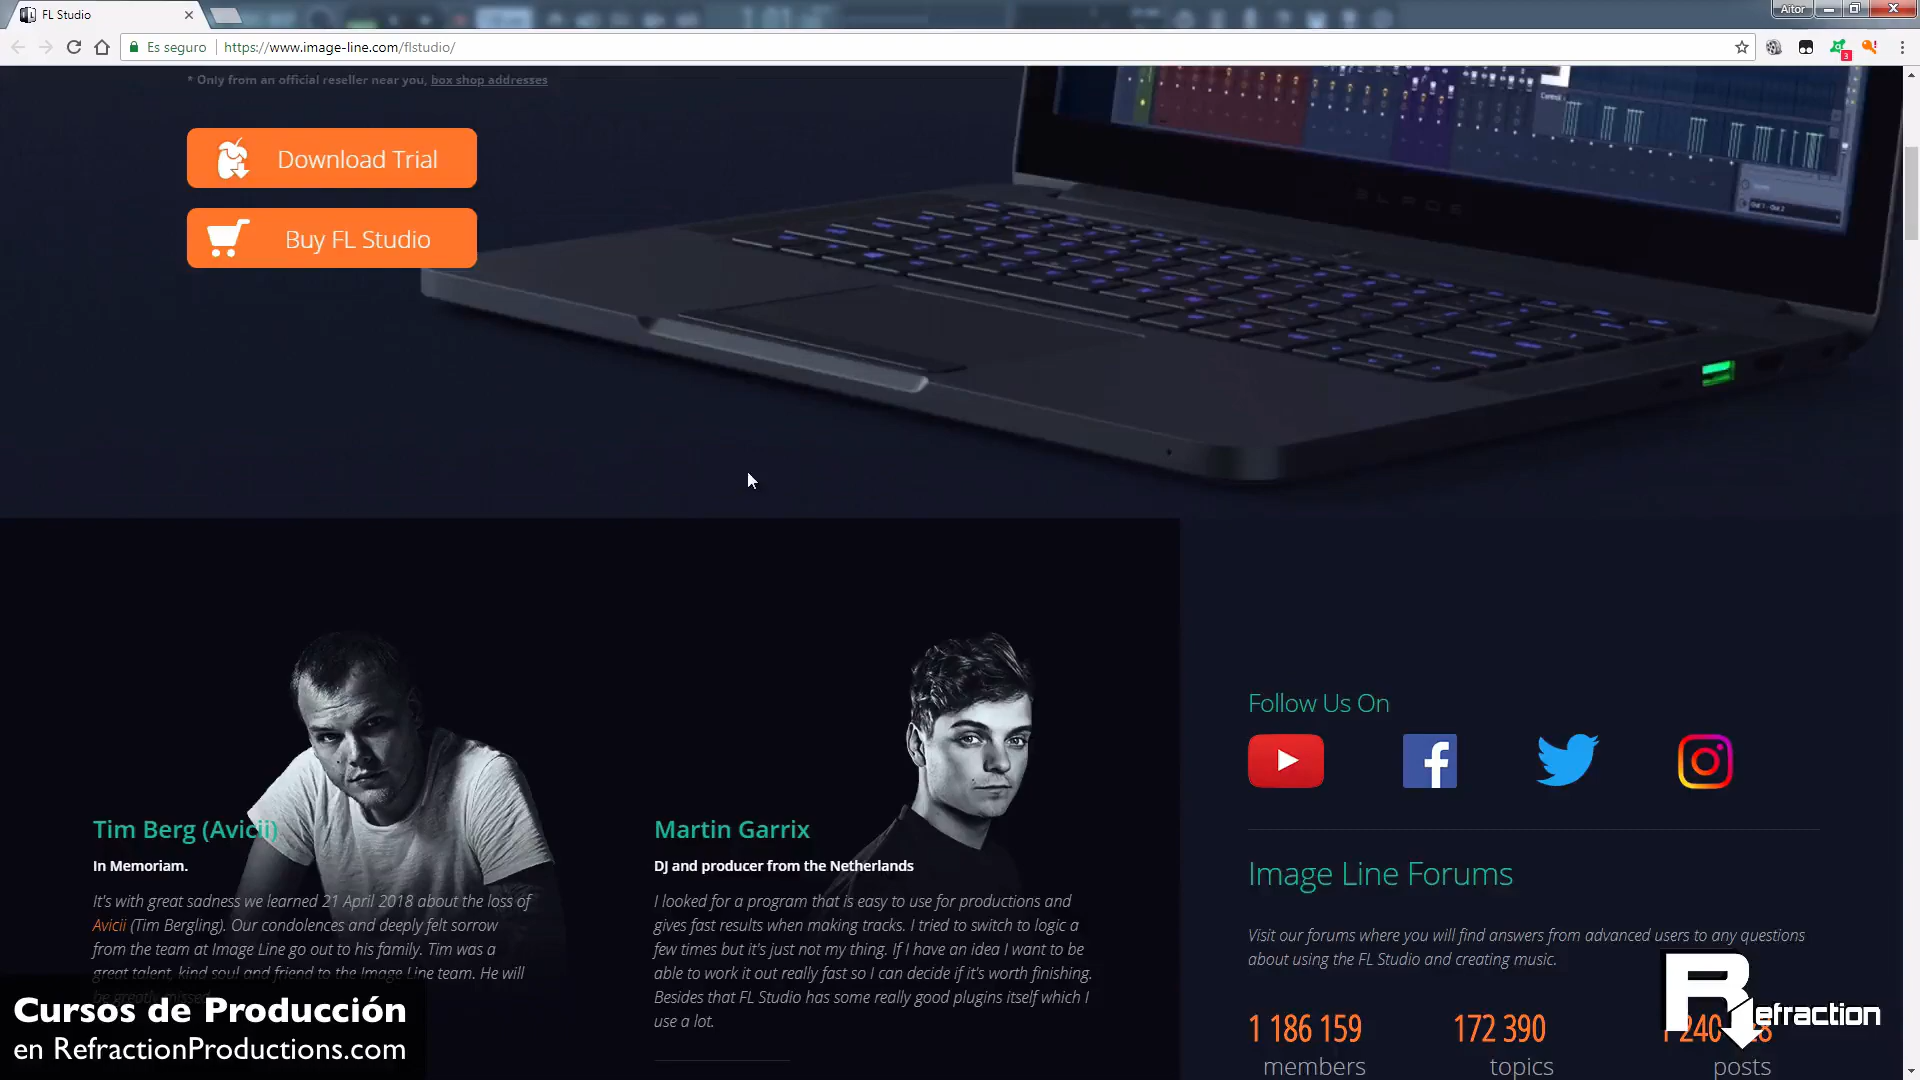 FL Studio
Aitor
Es seguro
https://www.image-line.com/flstudio/
3
* Only from an official reseller near you, box shop addresses
Download Trial
Buy FL Studio
Follow Us On
Tim Berg (Avicii)
In Memoriam.
It's with great sadness we learned 21 April 2018 about the loss of
Avicii (Tim Bergling). Our condolences and deeply felt sorrow
from the team at Image Line go out to his family. Tim was a
great talent, kind soul and friend to the Image Line team. He will
be greatly missed
Martin Garrix
DJ and producer from the Netherlands
I looked for a program that is easy to use for productions and
gives fast results when making tracks. I tried to switch to logic a
few times but it's just not my thing. If I have an idea I want to be
able to work it out really fast so I can decide if it's worth finishing.
Besides that FL Studio has some really good plugins itself which I
use a lot.
Image Line Forums
Visit our forums where you will find answers from advanced users to any questions
about using the FL Studio and creating music.
1 186 159
members
172 390
topics
posts
Cursos de Producción
en RefractionProductions.com
Refraction